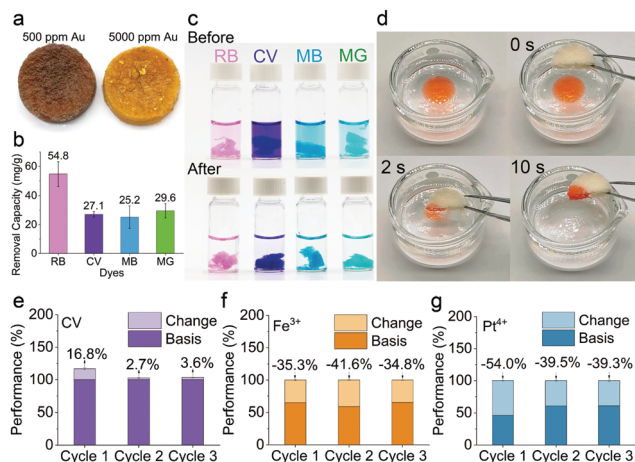 a
500 ppm Au 5000 ppm Au
b
Removal Capacity (mg/g)
80
60
40
20
0
54.8
27.1
25.2
29.6
RB CV MB MG
Dyes
c
Before
RB CV MB MG
After
d
0 s
2 s
10 s
e
CV
Change
Basis
Performance (%)
200
150
100
50
0
16.8%
2.7%
3.6%
Cycle 1 Cycle 2 Cycle 3
f
Fe³⁺
Change
Basis
Performance (%)
200
150
100
50
0
-35.3%
-41.6%
-34.8%
Cycle 1 Cycle 2 Cycle 3
g
Pt⁴⁺
Change
Basis
Performance (%)
200
150
100
50
0
-54.0%
-39.5%
-39.3%
Cycle 1 Cycle 2 Cycle 3